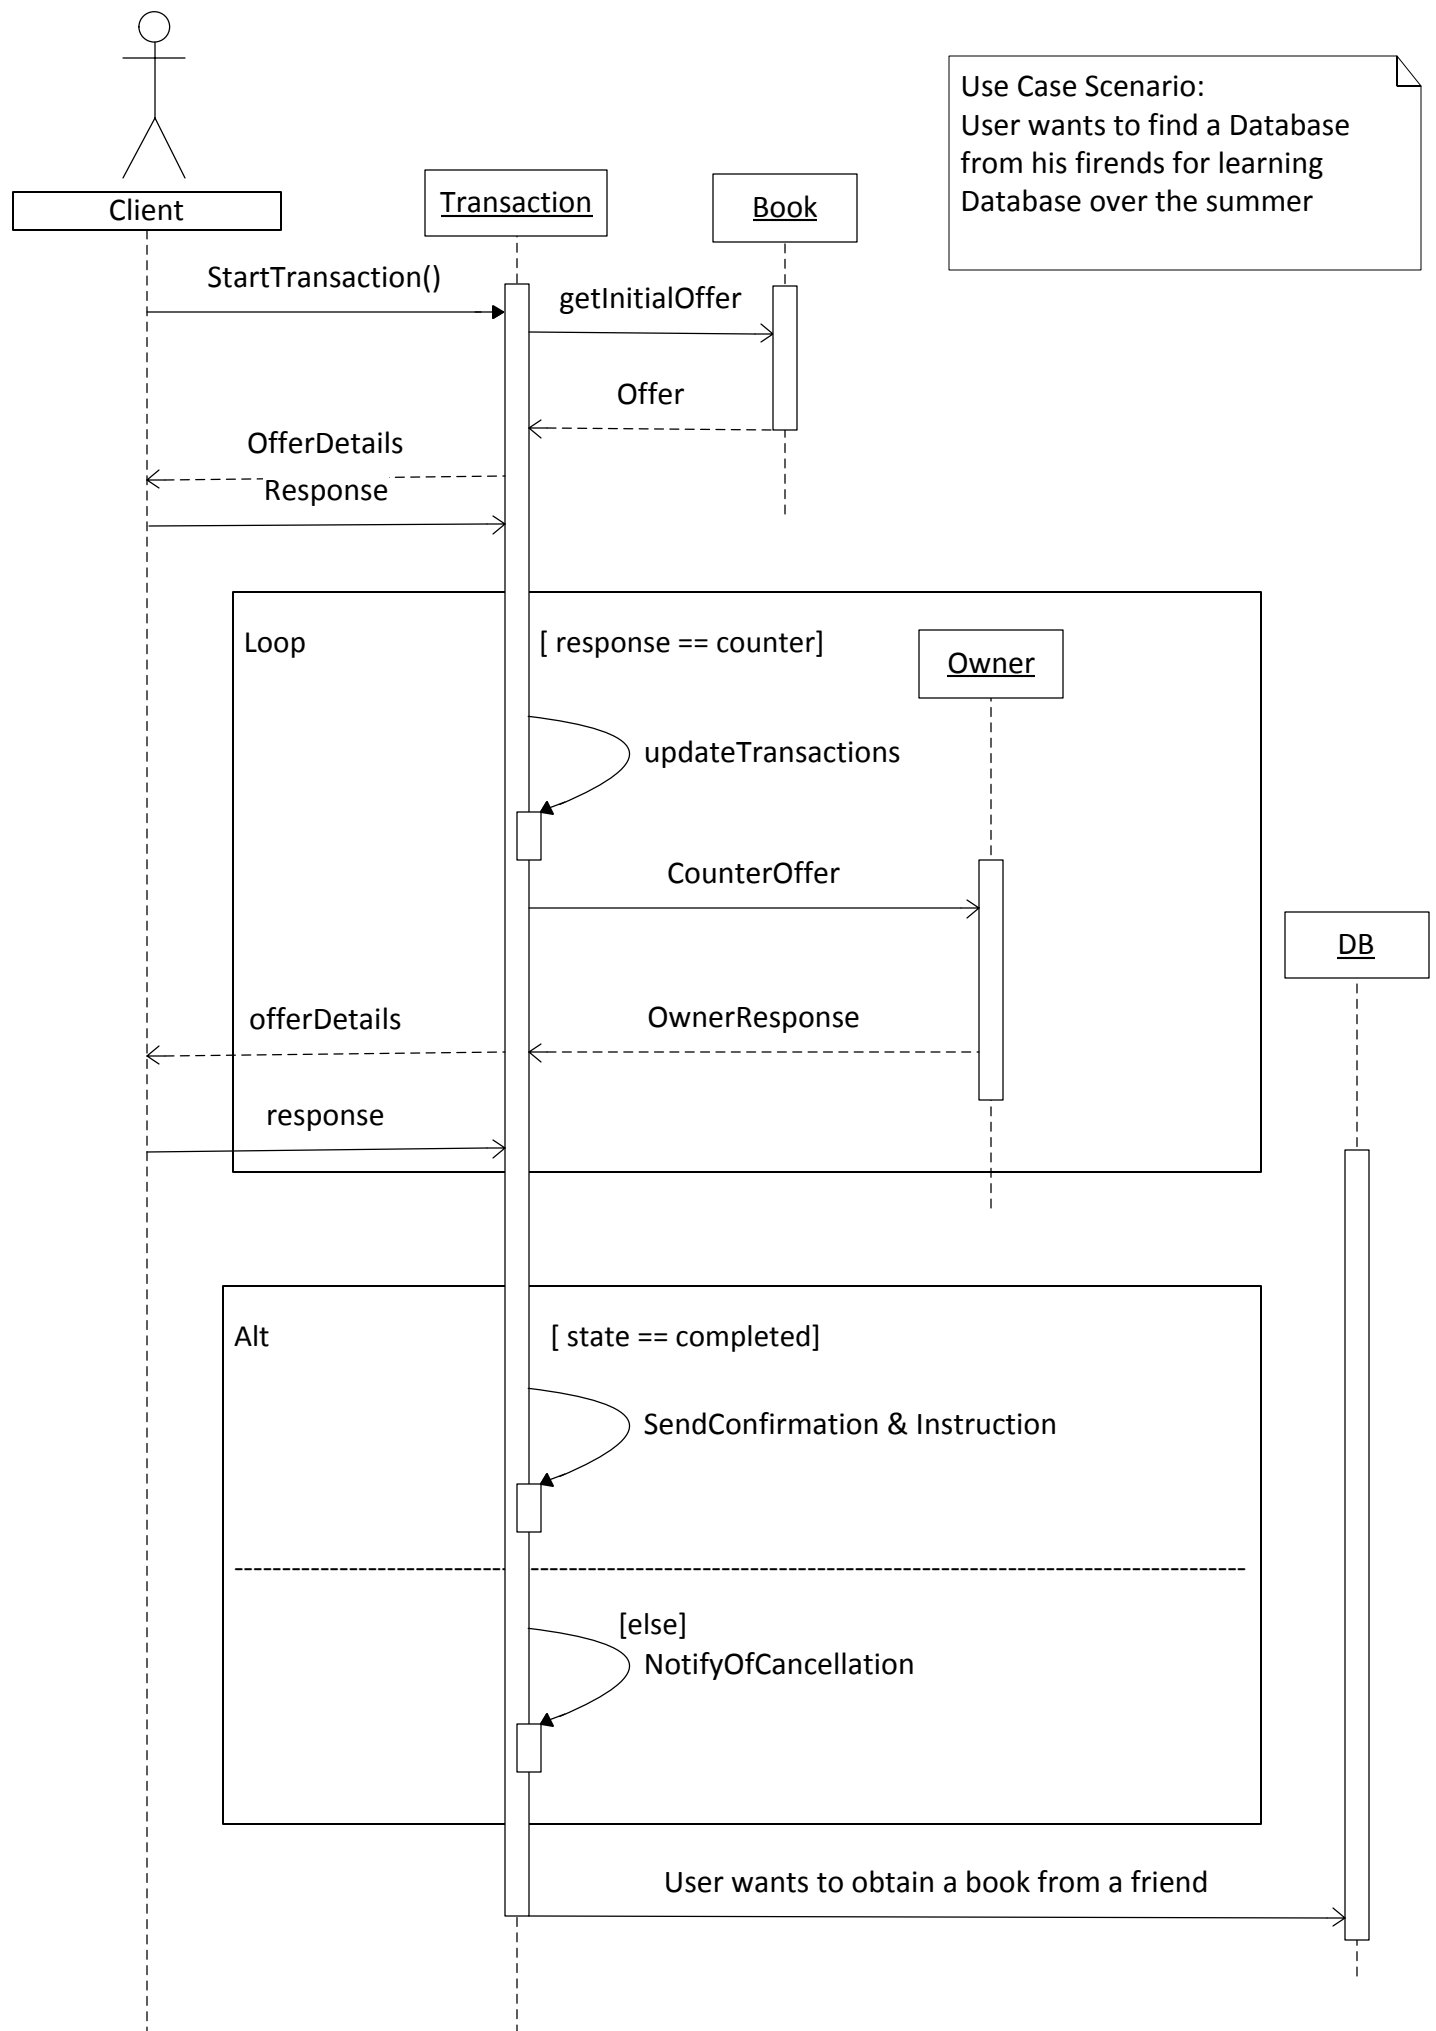 Use Case Scenario:
User wants to find a Database
from his firends for learning
Database over the summer
Client
Transaction
Book
StartTransaction()
getInitialOffer
Offer
OfferDetails
Response
Loop
[ response == counter]
Owner
updateTransactions
CounterOffer
DB
offerDetails
OwnerResponse
response
Alt
[ state == completed]
SendConfirmation & Instruction
[else]
NotifyOfCancellation
User wants to obtain a book from a friend